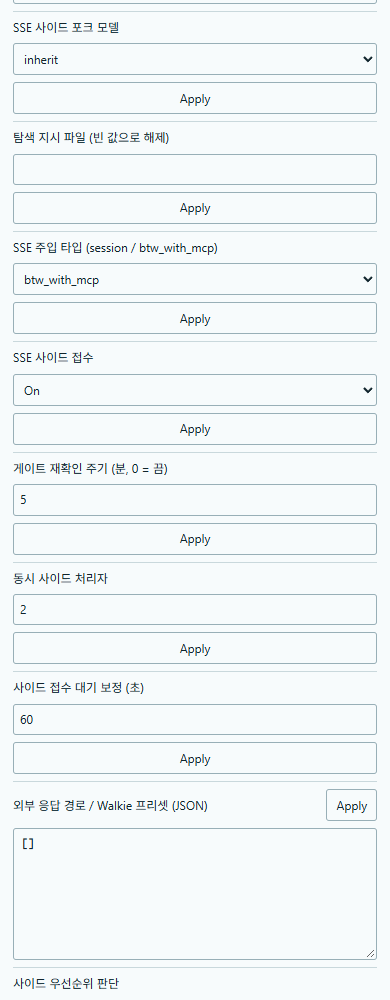 SSE 사이드 포크 모델
inherit
Apply
탐색 지시 파일 (빈 값으로 해제)
Apply
SSE 주입 타입 (session / btw_with_mcp)
btw_with_mcp
Apply
SSE 사이드 접수
On
Apply
게이트 재확인 주기 (분, 0 = 끔)
5
Apply
동시 사이드 처리자
2
Apply
사이드 접수 대기 보정 (초)
60
Apply
외부 응답 경로 / Walkie 프리셋 (JSON)
Apply
[]
사이드 우선순위 판단